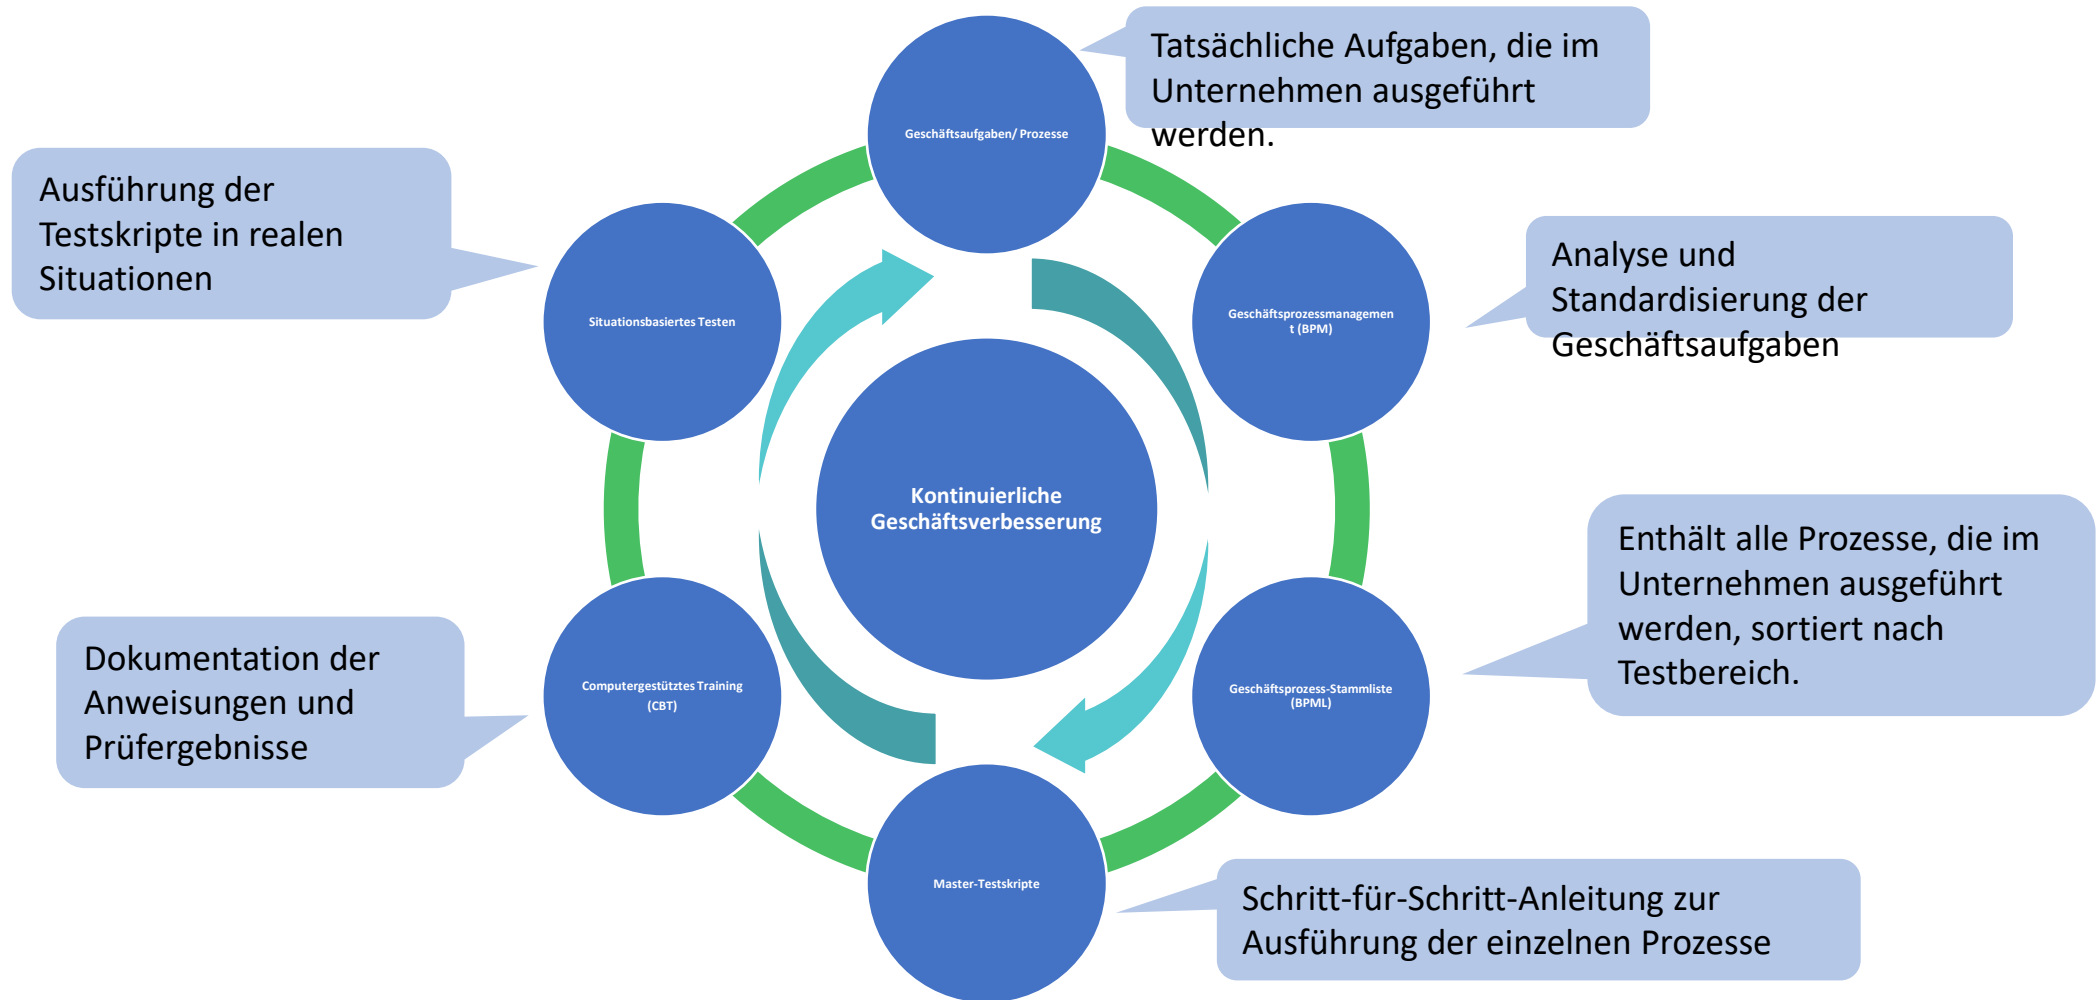 Tatsächliche Aufgaben, die im
Unternehmen ausgeführt
werden.
Geschäftsaufgaben/ Prozesse
Ausführung der
Testskripte in realen
Situationen
Situationsbasiertes Testen
Geschäftsprozessmanagemen
t (BPM)
Analyse und
Standardisierung der
Geschäftsaufgaben
Kontinuierliche
Geschäftsverbesserung
Enthält alle Prozesse, die im
Unternehmen ausgeführt
werden, sortiert nach
Testbereich.
Dokumentation der
Anweisungen und
Prüfergebnisse
Computergestütztes Training
(CBT)
Geschäftsprozess-Stammliste
(BPML)
Master-Testskripte
Schritt-für-Schritt-Anleitung zur
Ausführung der einzelnen Prozesse